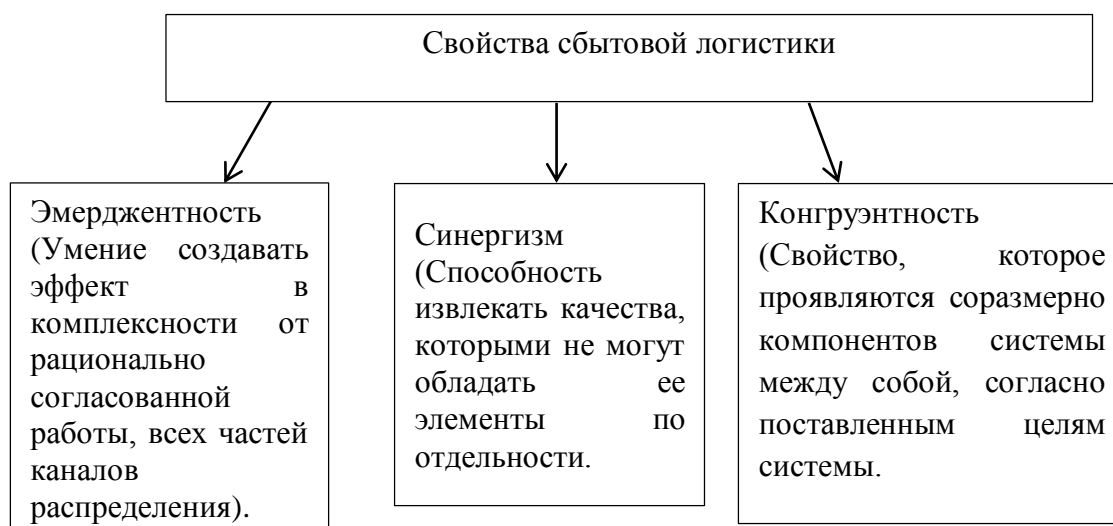 Свойства сбытовой логистики
Эмерджентность
(Умение создавать
эффект в
комплексности от
рационально
согласованной
работы, всех частей
каналов
распределения).
Синергизм
(Способность
извлекать качества,
которыми не могут
обладать ее
элементы по
отдельности.
Конгруэнтность
(Свойство, которое
проявляются соразмерно
компонентов системы
между собой, согласно
поставленным целям
системы.